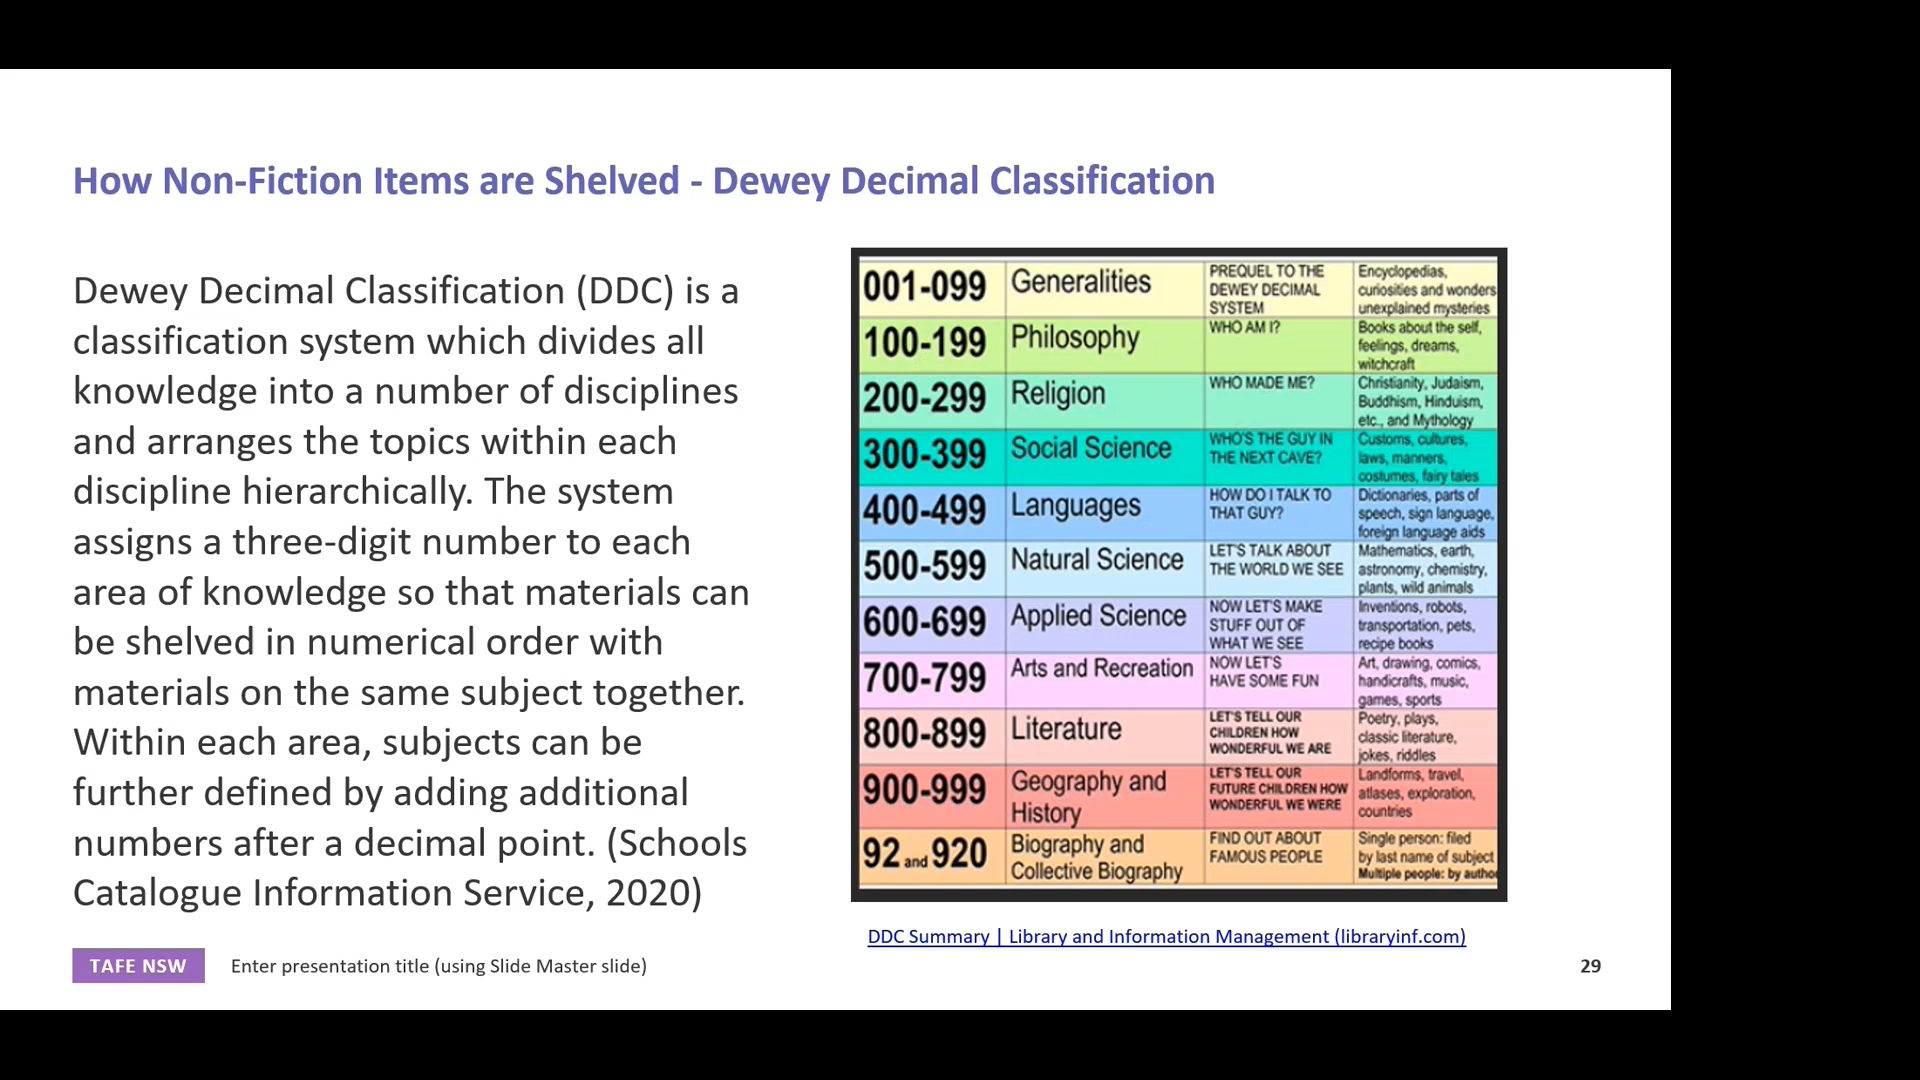 How Non-Fiction Items are Shelved - Dewey Decimal Classification
Dewey Decimal Classification (DDC) is a
classification system which divides all
knowledge into a number of disciplines
and arranges the topics within each
discipline hierarchically. The system
assigns a three-digit number to each
area of knowledge so that materials can
be shelved in numerical order with
materials on the same subject together.
Within each area, subjects can be
further defined by adding additional
numbers after a decimal point. (Schools
Catalogue Information Service, 2020)
001-099
Generalities
PREQUEL TO THE
DEWEY DECIMAL
SYSTEM
Encyclopedias,
curiosities and wonders
unexplained mysteries
100-199
Philosophy
WHO AM I?
Books about the self,
feelings, dreams,
witchcraft
200-299
Religion
WHO MADE ME?
Christianity, Judaism,
Buddhism, Hinduism,
etc., and Mythology
300-399
Social Science
WHO'S THE GUY IN
THE NEXT CAVE?
Customs, cultures,
laws, manners,
costumes, fairy tales
400-499
Languages
HOW DO I TALK TO
THAT GUY?
Dictionaries, parts of
speech, sign language,
foreign language aids
500-599
Natural Science
LET'S TALK ABOUT
THE WORLD WE SEE
Mathematics, earth,
astronomy, chemistry,
plants, wild animals
600-699
Applied Science
NOW LET'S MAKE
STUFF OUT OF
WHAT WE SEE
Inventions, robots,
transportation, pets,
recipe books
700-799
Arts and Recreation
NOW LET'S
HAVE SOME FUN
Art, drawing, comics,
handicrafts, music,
games, sports
800-899
Literature
LET'S TELL OUR
CHILDREN HOW
WONDERFUL WE ARE
Poetry, plays,
classic literature,
jokes, riddles
900-999
Geography and
History
LET'S TELL OUR
FUTURE CHILDREN HOW
WONDERFUL WE WERE
Landforms, travel,
atlases, exploration,
countries
92 and 920
Biography and
Collective Biography
FIND OUT ABOUT
FAMOUS PEOPLE
Single person: filed
by last name of subject
Multiple people: by autho
DDC Summary | Library and Information Management (libraryinf.com)
TAFE NSW
Enter presentation title (using Slide Master slide)
29